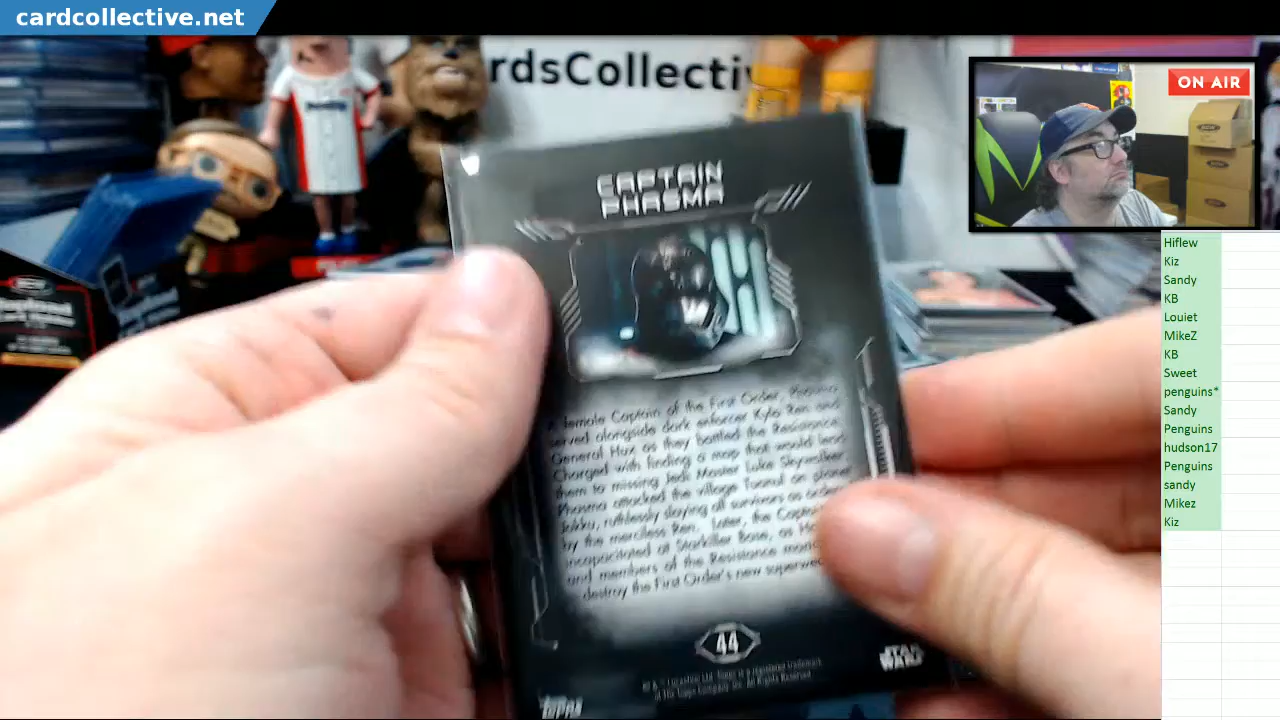 cardcollective.net
rdsCollectiv
ON AIR
CAPTAIN
PHASMA
female Captain of the First Order, Phasma
served alongside dark enforcer Kylo Ren and
General Hux as they battled the Resistance.
Charged with finding a map that would lead
them to missing Jedi Master Luke Skywalker
Phasma attacked the village Tuanul on planet
Jakku, ruthlessly slaying all survivors as
by the merciless Ren. Later, the
incapacitated at Starkiller Base, as
and members of the Resistance
destroy the First Order's new
44
STAR
WARS
TOPPS
Hiflew
Kiz
Sandy
KB
Louiet
MikeZ
KB
Sweet
penguins*
Sandy
Penguins
hudson17
Penguins
sandy
Mikez
Kiz